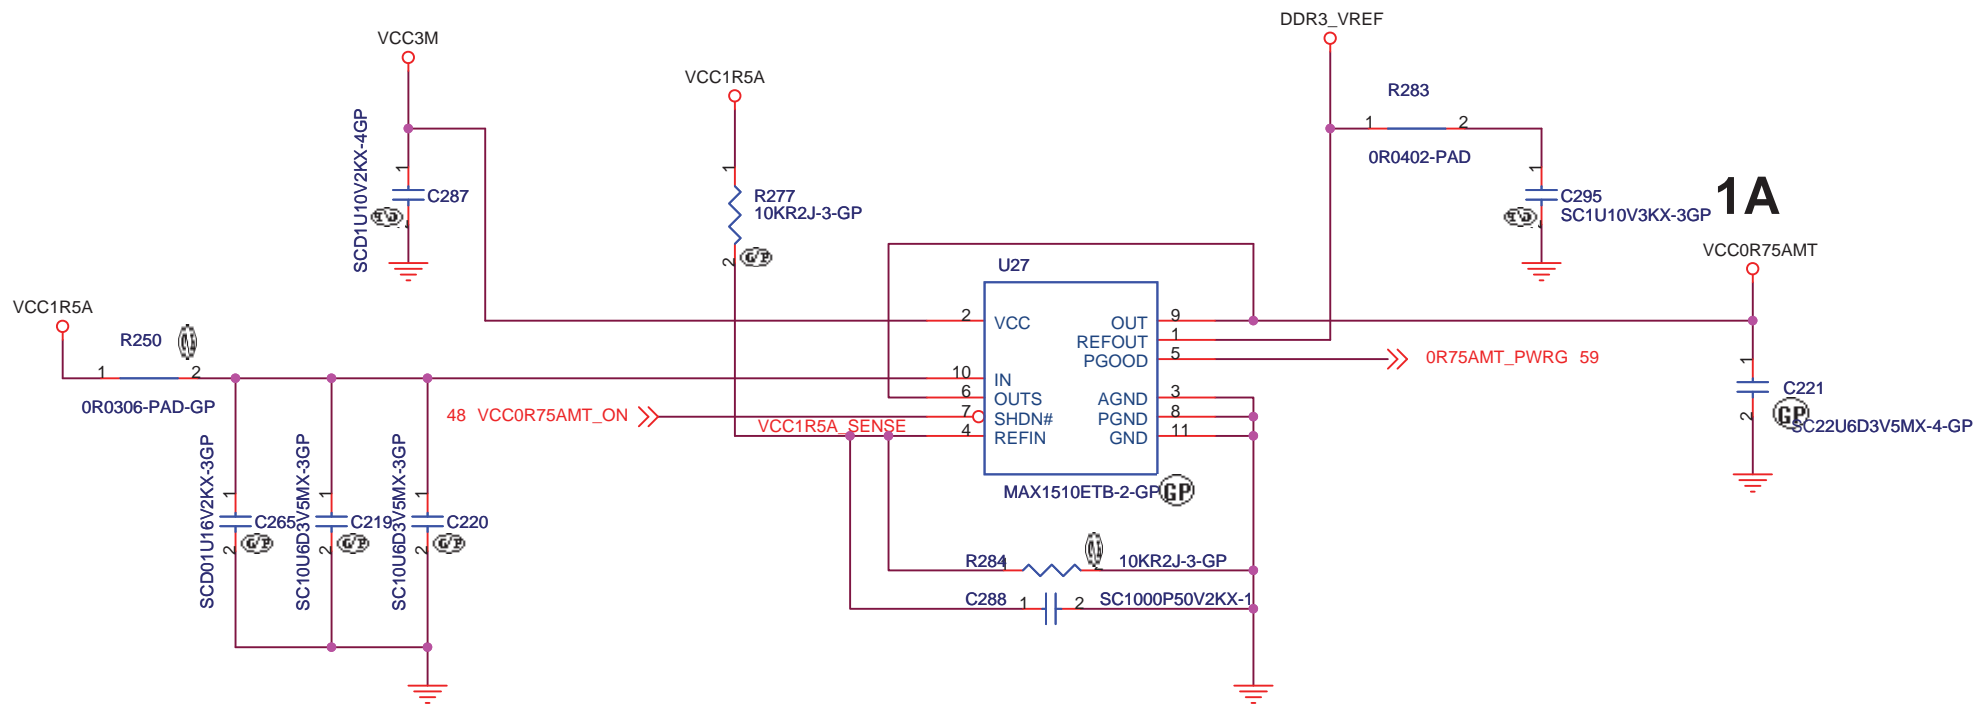 DDR3_VREF
VCC3M
VCC1R5A
R283
1 2
0R0402-PAD
SCD1U10V2KX-4GP
1
C287
2
1
R277
10KR2J-3-GP
2
G/P
1
C295
SC1U10V3KX-3GP
1A
VCC0R75AMT
U27
VCC1R5A
R250
1 2
0R0306-PAD-GP
2 VCC
10 IN
6 OUTS
7 SHDN#
4 REFIN
OUT 9
REFOUT 1
PGOOD 5
AGND 3
PGND 8
GND 11
0R75AMT_PWRG 59
48 VCC0R75AMT_ON
VCC1R5A_SENSE
1
C221
2
GP
SC22U6D3V5MX-4-GP
MAX1510ETB-2-GP
GP
SCD01U16V2KX-3GP
1
C265
2
G/P
SC10U6D3V5MX-3GP
1
C219
2
G/P
SC10U6D3V5MX-3GP
1
C220
2
G/P
R284
10KR2J-3-GP
C288 1 2 SC1000P50V2KX-1